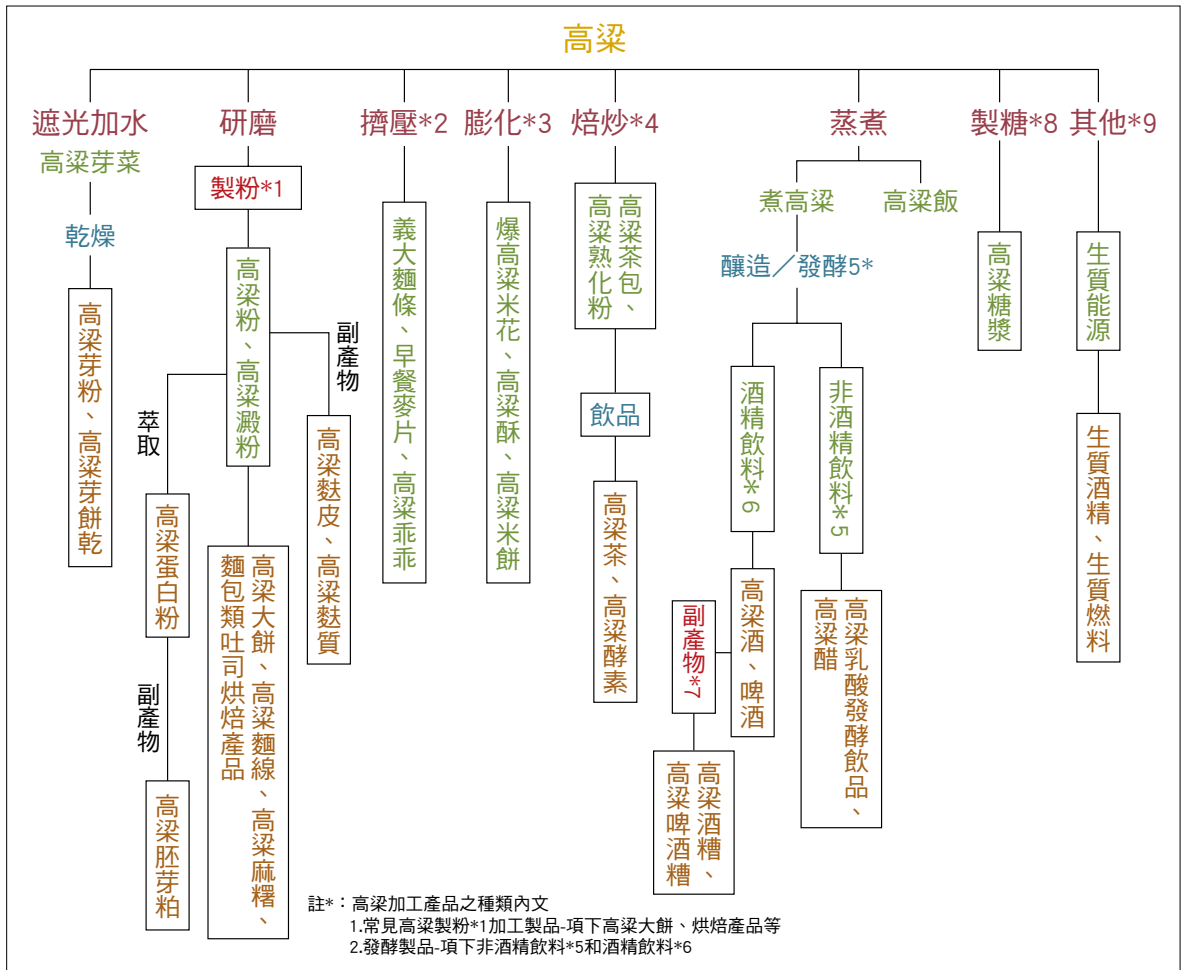 高粱
遮光加水
高粱芽菜
乾燥
高粱芽粉、高粱芽餅乾
研磨
製粉*1
高粱粉、高粱澱粉
副產物
高粱麩皮、高粱麩質
萃取
高粱蛋白粉
副產物
高粱胚芽粕
高粱大餅、高粱麵線、高粱麻糬、
麵包類吐司烘焙產品
擠壓*2
義大麵條、早餐麥片、高粱乖乖
膨化*3
爆高粱米花、高粱酥、高粱米餅
焙炒*4
高粱茶包、
高粱熟化粉
飲品
高粱茶、高粱酵素
蒸煮
煮高粱
高粱飯
釀造／發酵5*
酒精飲料*6
高粱酒、啤酒
副產物*7
高粱酒糟、
高粱啤酒糟
非酒精飲料*5
高粱乳酸發酵飲品、
高粱醋
製糖*8
高粱糖漿
其他*9
生質能源
生質酒精、生質燃料
註*：高粱加工產品之種類內文
1.常見高粱製粉*1加工製品-項下高粱大餅、烘焙產品等
2.發酵製品-項下非酒精飲料*5和酒精飲料*6